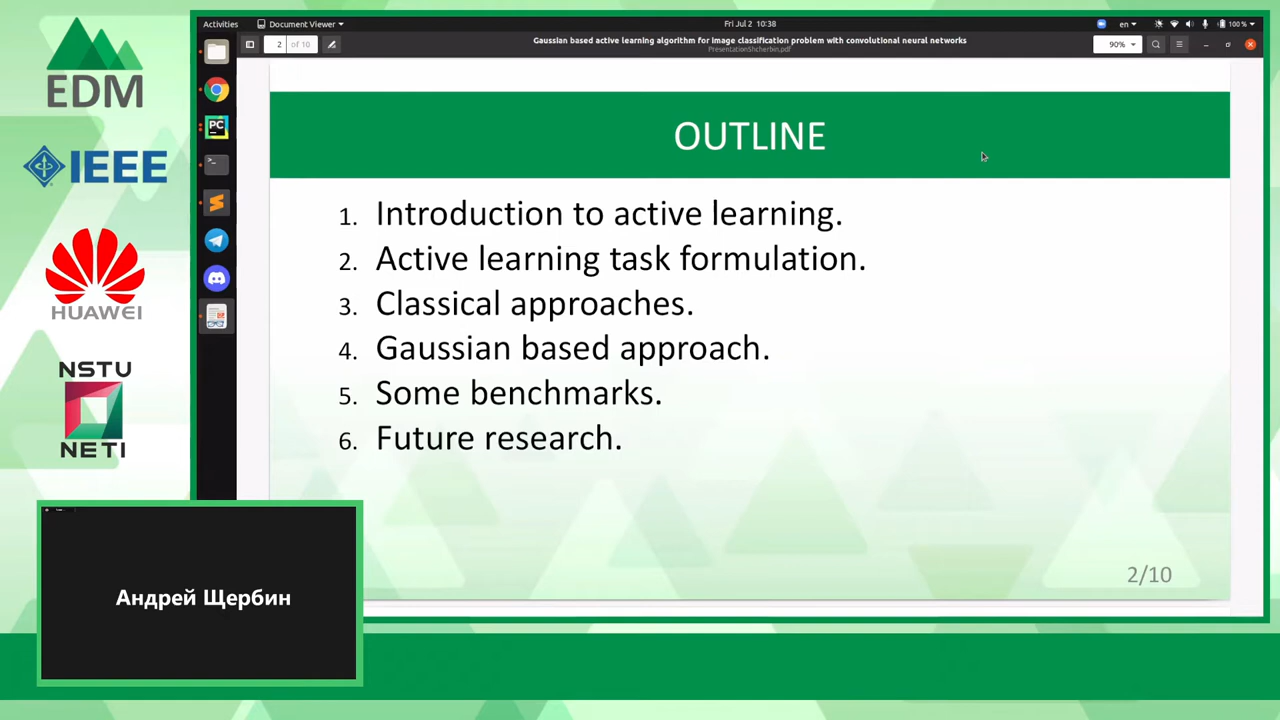 Activities
Document Viewer
Fri Jul 2 10:38
en
100 %
2 of 10
Gaussian based active learning algorithm for image classification problem with convolutional neural networks
PresentationShcherbin.pdf
90%
EDM
IEEE
HUAWEI
NSTU
NETI
PC
OUTLINE
1. Introduction to active learning.
2. Active learning task formulation.
3. Classical approaches.
4. Gaussian based approach.
5. Some benchmarks.
6. Future research.
2/10
Андрей Щербин